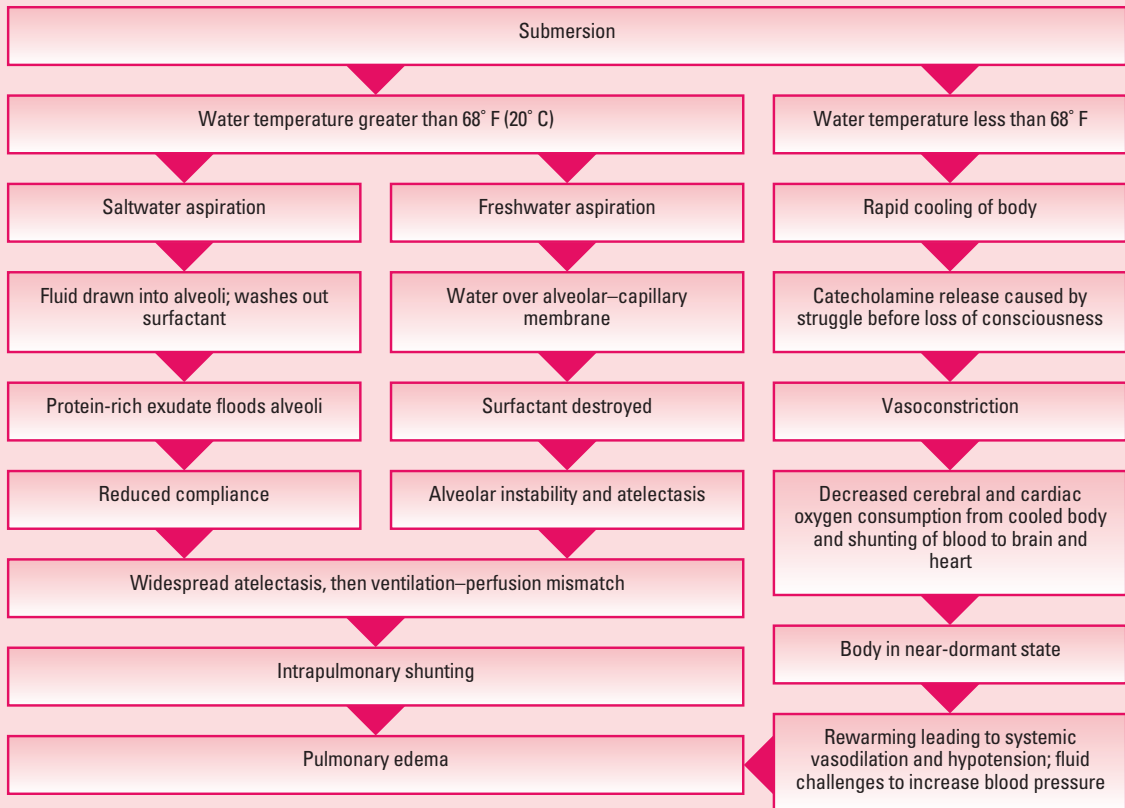 Submersion
Water temperature greater than 68˚ F (20˚ C)
Water temperature less than 68˚ F
Saltwater aspiration
Freshwater aspiration
Rapid cooling of body
Fluid drawn into alveoli; washes out
surfactant
Water over alveolar–capillary
membrane
Catecholamine release caused by
struggle before loss of consciousness
Protein-rich exudate floods alveoli
Surfactant destroyed
Vasoconstriction
Reduced compliance
Alveolar instability and atelectasis
Decreased cerebral and cardiac
oxygen consumption from cooled body
and shunting of blood to brain and
heart
Widespread atelectasis, then ventilation–perfusion mismatch
Intrapulmonary shunting
Body in near-dormant state
Pulmonary edema
Rewarming leading to systemic
vasodilation and hypotension; fluid
challenges to increase blood pressure